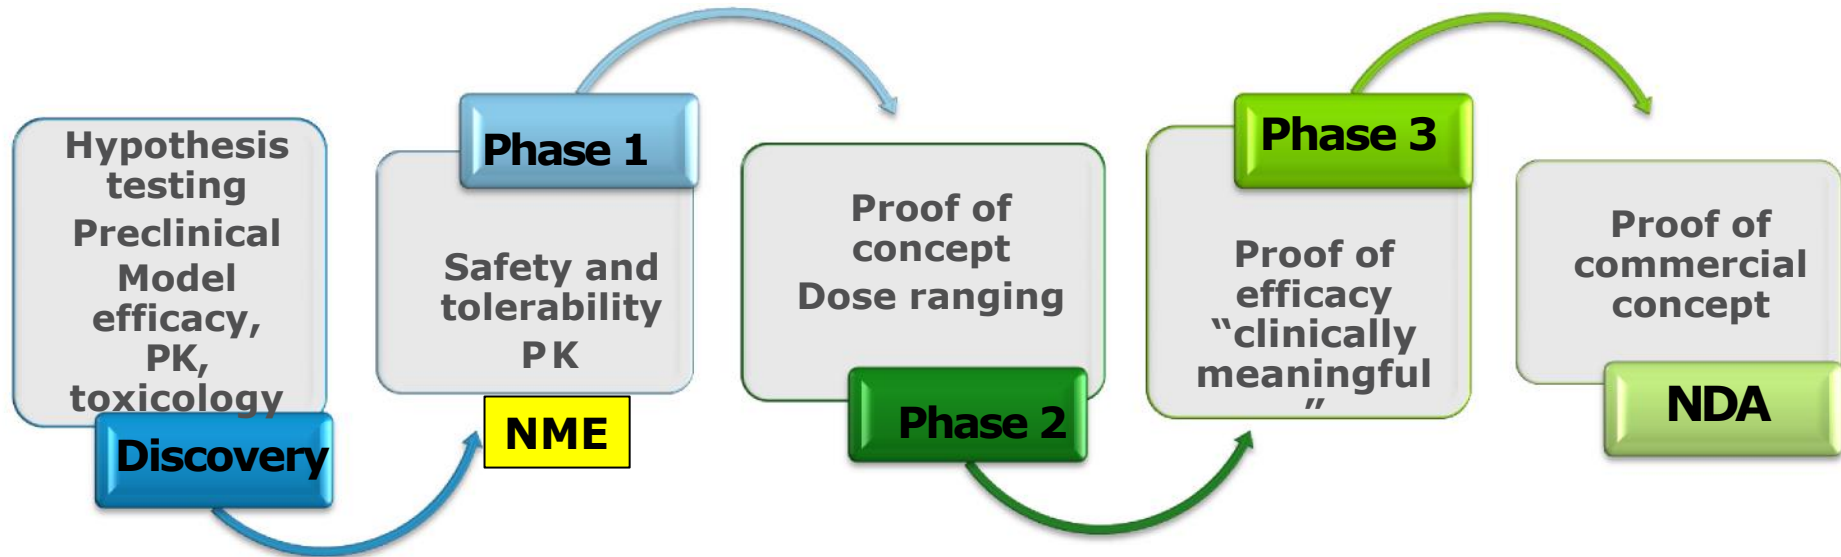 Hypothesis
testing
Preclinical
Model
efficacy,
PK,
toxicology
Discovery
Phase 1
Safety and
tolerability
PK
NME
Proof of
concept
Dose ranging
Phase 2
Phase 3
Proof of
efficacy
“clinically
meaningful
”
Proof of
commercial
concept
NDA